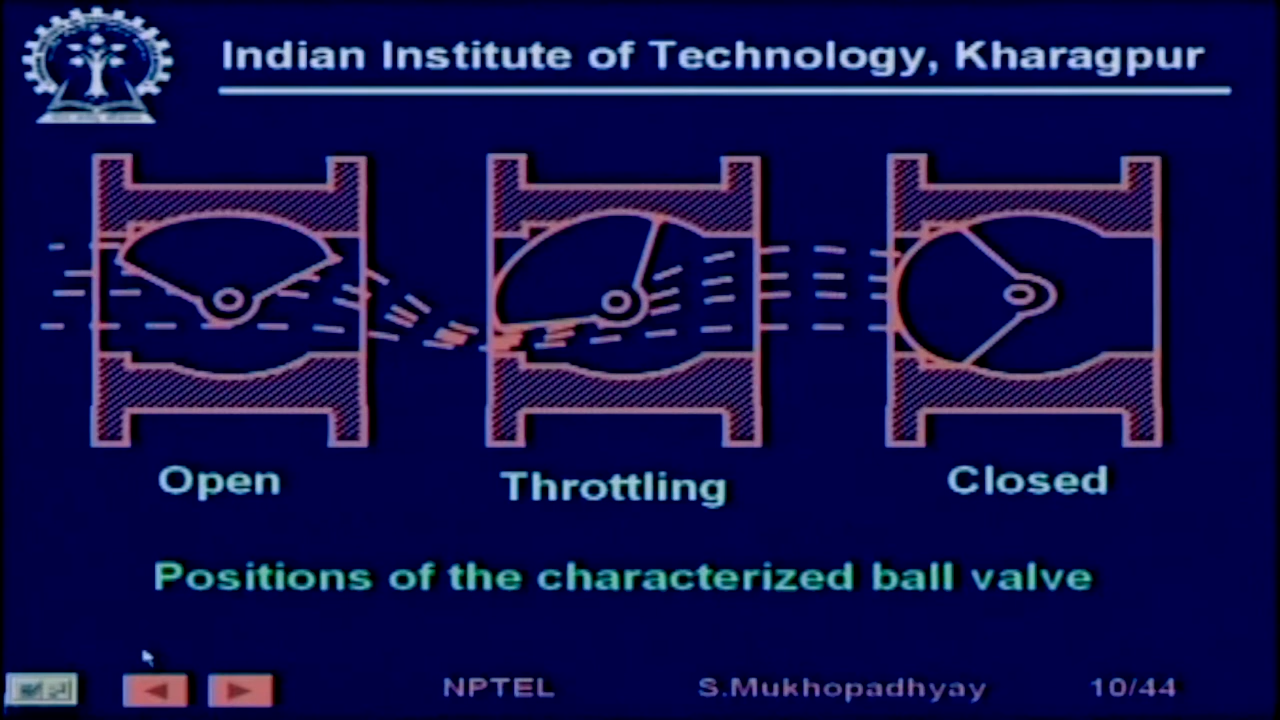 Indian Institute of Technology, Kharagpur
Open
Throttling
Closed
Positions of the characterized ball valve
NPTEL
S.Mukhopadhyay
10/44